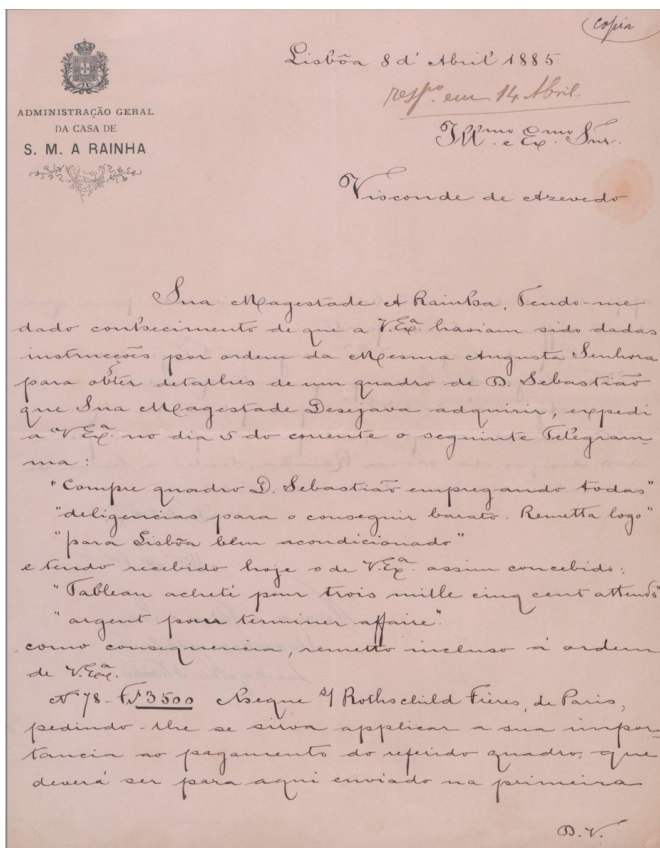 copia
ADMINISTRAÇÃO GERAL
DA CASA DE
S. M. A RAINHA
Lisbôa 8 d'Abril 1885
resp.º em 14 Abril
Ill.mo e Ex.mo Snr.
Visconde de Azevedo
Sua Magestade A Rainha, Tendo-me
dado conhecimento de que a V.Exª haviam sido dadas
instrucções por ordem da Mesma Augusta Senhora
para obter detalhes de um quadro de D. Sebastião
que Sua Magestade Desejava adquirir, expedi
a V.Exª no dia 5 do corrente o seguinte Telegram-
ma:
"Compre quadro D. Sebastião empregando todas"
"deligencias para o conseguir barato. Remetta logo"
"para Lisbôa bem acondicionado"
e tendo recebido hoje o de V.Exª assim concebido:
"Tableau acheté pour trois mille cinq cent attends"
"argent pour terminer affaire".
como consequencia, remetto incluso á ordem
de V.Exª
Nº 78 - Fs 3500 s/ Rothschild Frères, de Paris,
pedindo-lhe se sirva applicar a sua impor-
tancia ao pagamento do referido quadro, que
deverá ser para aqui enviado na primeira